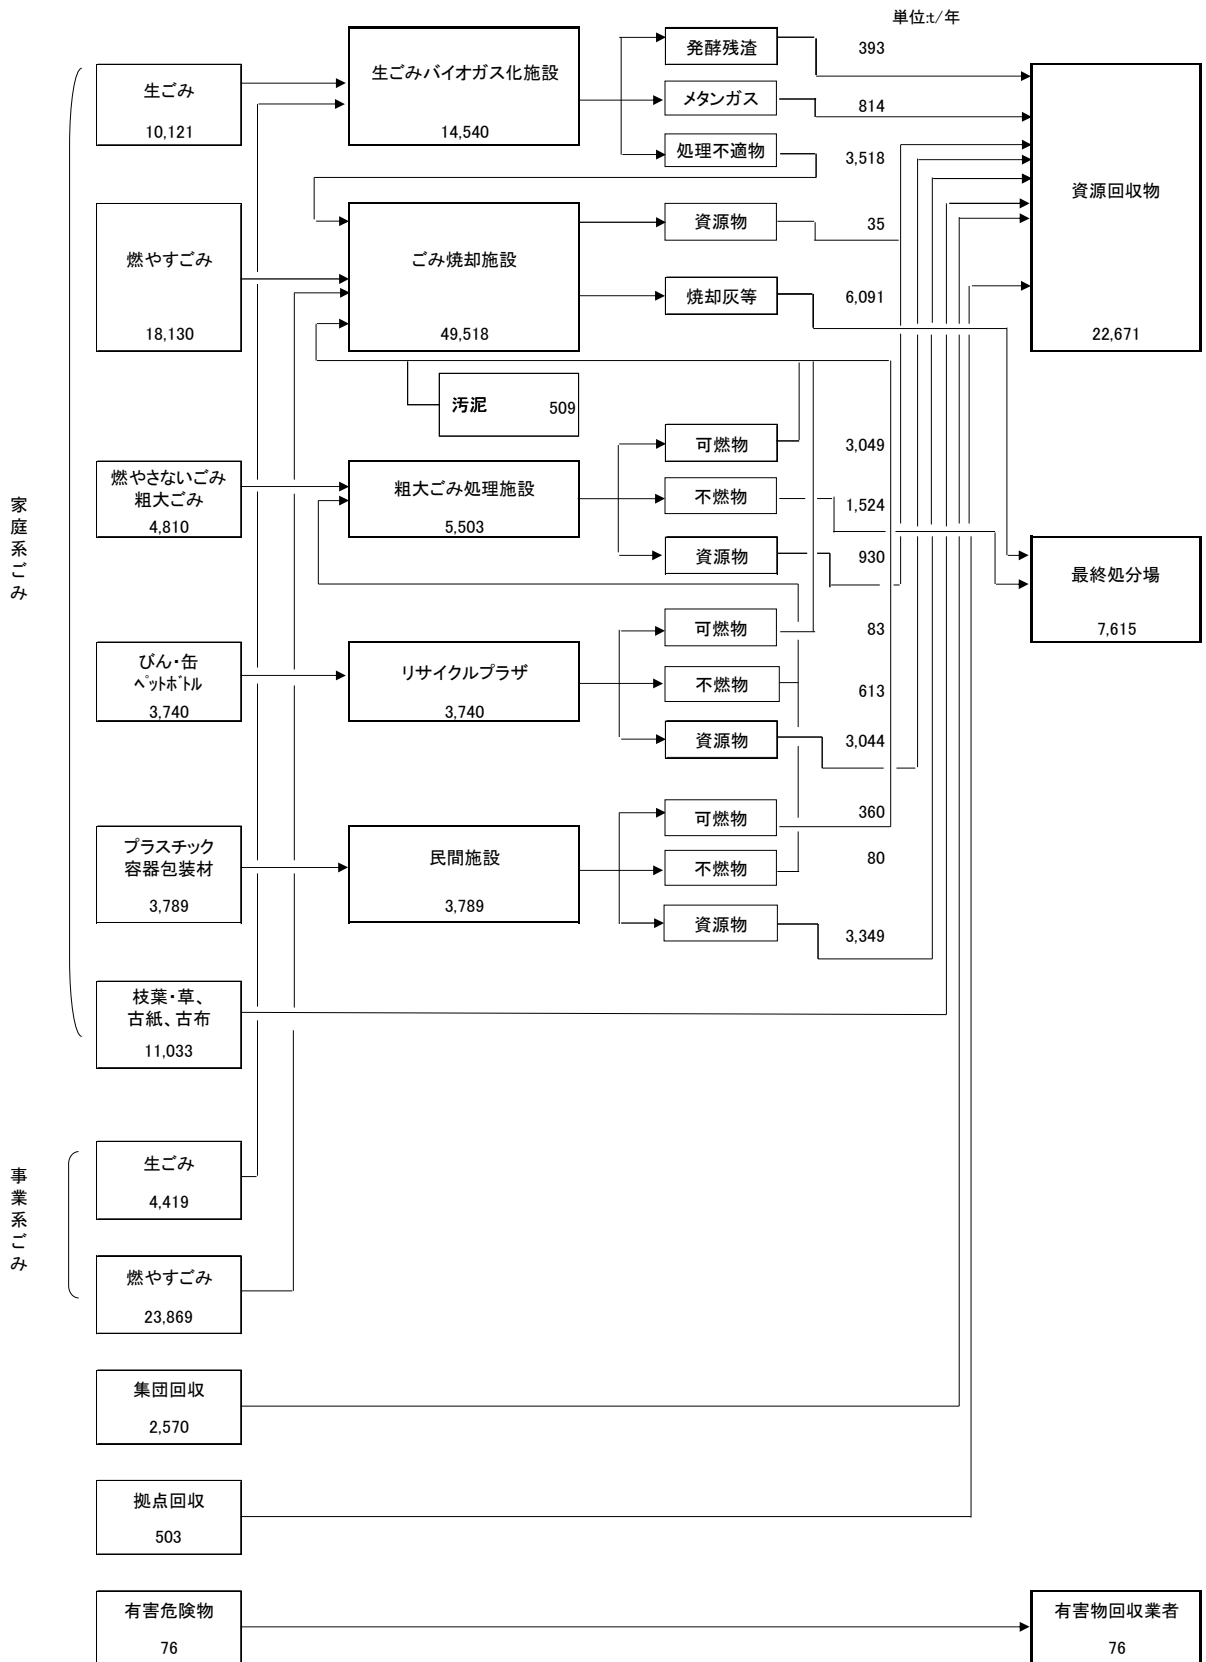 単位:t/年
家庭系ごみ
生ごみ
10,121
燃やすごみ
18,130
燃やさないごみ
粗大ごみ
4,810
びん・缶
ペットボトル
3,740
プラスチック
容器包装材
3,789
枝葉・草、
古紙、古布
11,033
事業系ごみ
生ごみ
4,419
燃やすごみ
23,869
集団回収
2,570
拠点回収
503
有害危険物
76
生ごみバイオガス化施設
14,540
ごみ焼却施設
49,518
汚泥 509
粗大ごみ処理施設
5,503
リサイクルプラザ
3,740
民間施設
3,789
発酵残渣 393
メタンガス 814
処理不適物 3,518
資源物 35
焼却灰等 6,091
可燃物 3,049
不燃物 1,524
資源物 930
可燃物 83
不燃物 613
資源物 3,044
可燃物 360
不燃物 80
資源物 3,349
資源回収物
22,671
最終処分場
7,615
有害物回収業者
76